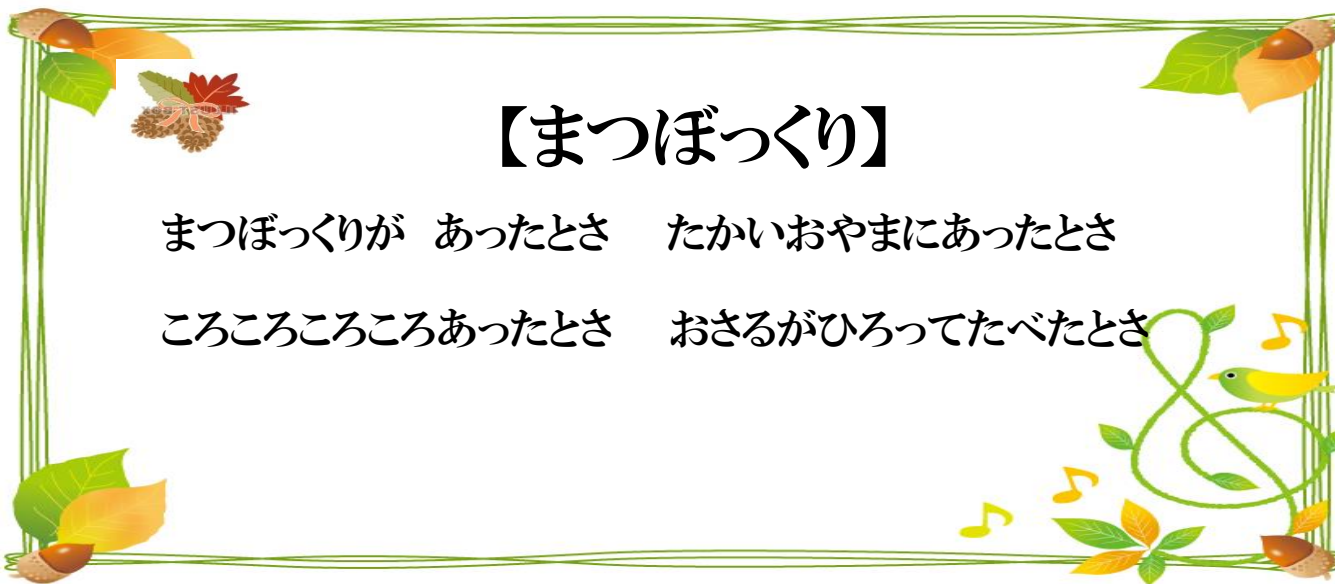 【まつぼっくり】
まつぼっくりが　あったとさ　　たかいおやまにあったとさ
ころころころころあったとさ　　おさるがひろってたべたとさ